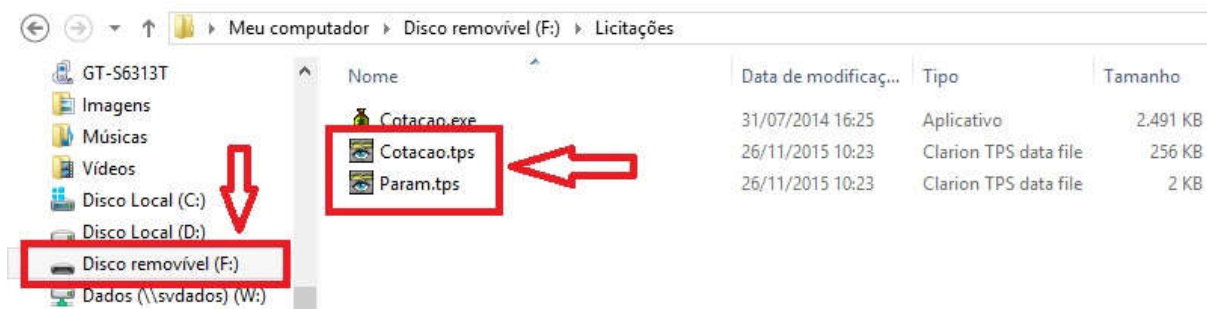 Meu computador Disco removível (F:) Licitações
GT-S6313T
Imagens
Músicas
Vídeos
Disco Local (C:)
Disco Local (D:)
Disco removível (F:)
Dados (\\svdados) (W:)
Nome Data de modificaç... Tipo Tamanho
Cotacao.exe 31/07/2014 16:25 Aplicativo 2.491 KB
Cotacao.tps 26/11/2015 10:23 Clarion TPS data file 256 KB
Param.tps 26/11/2015 10:23 Clarion TPS data file 2 KB